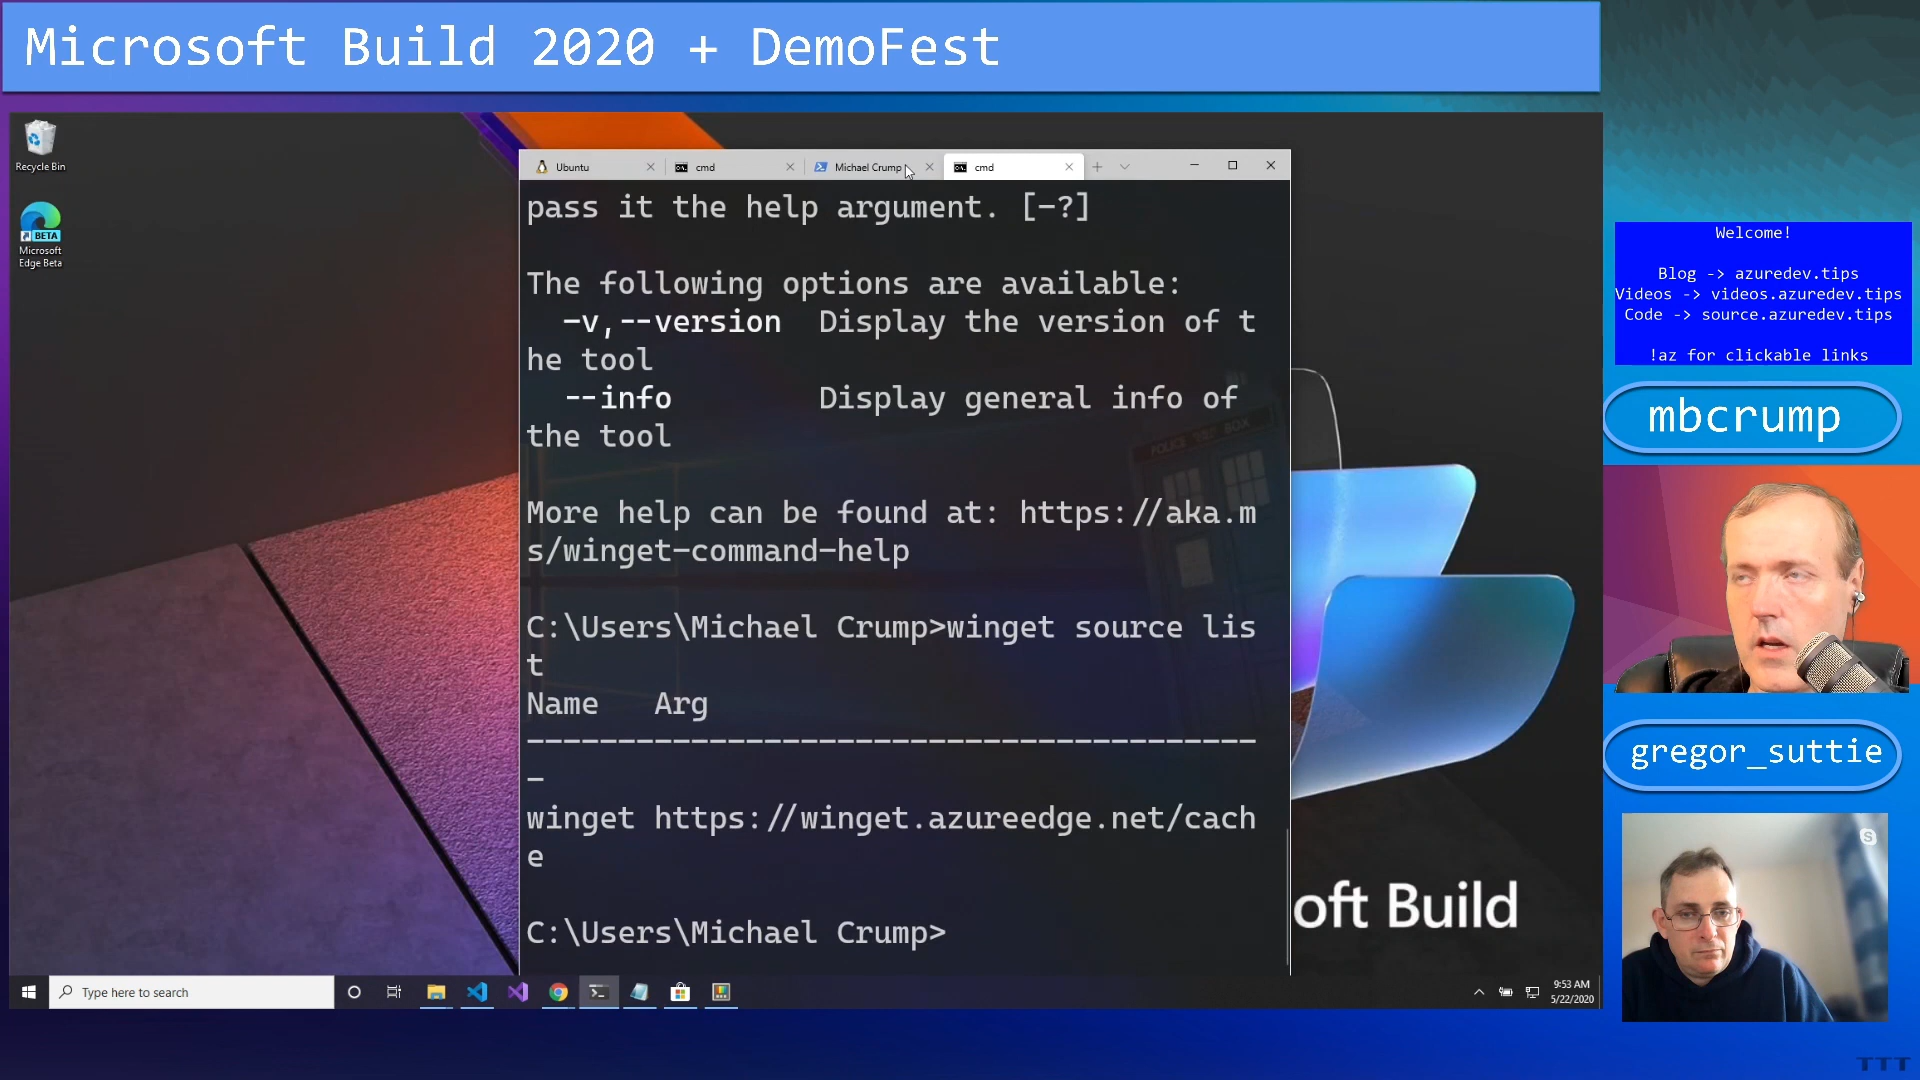 Microsoft Build 2020 + DemoFest
Recycle Bin
BETA
Microsoft
Edge Beta
Ubuntu
cmd
Michael Crump
cmd
pass it the help argument. [-?]
The following options are available:
-v,--version  Display the version of t
he tool
--info        Display general info of
the tool
More help can be found at: https://aka.m
s/winget-command-help
C:\Users\Michael Crump>winget source lis
t
Name   Arg
----------------------------------------
-
winget https://winget.azureedge.net/cach
e
C:\Users\Michael Crump>
POLICE BOX
oft Build
Type here to search
9:53 AM
5/22/2020
Welcome!
Blog -> azuredev.tips
Videos -> videos.azuredev.tips
Code -> source.azuredev.tips
!az for clickable links
mbcrump
gregor_suttie
S
TTT